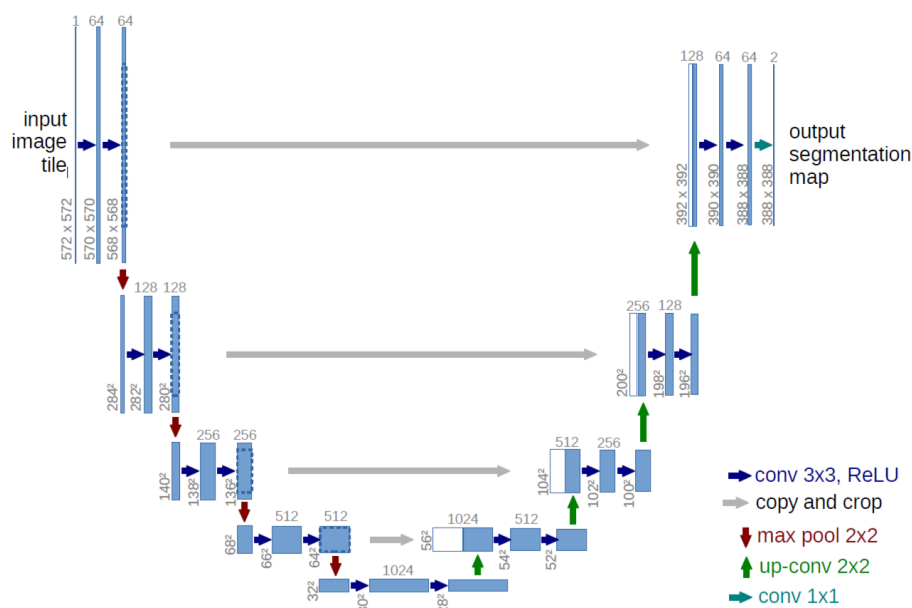 1 64 64
128 64 64 2
input
image
tile
output
segmentation
map
572 x 572
570 x 570
568 x 568
392 x 392
390 x 390
388 x 388
388 x 388
128 128
256 128
284²
282²
280²
200²
198²
196²
256 256
512 256
140²
138²
136²
104²
102²
100²
512 512
1024 512
68²
66²
64²
56²
54²
52²
1024
32²
conv 3x3, ReLU
copy and crop
max pool 2x2
up-conv 2x2
conv 1x1